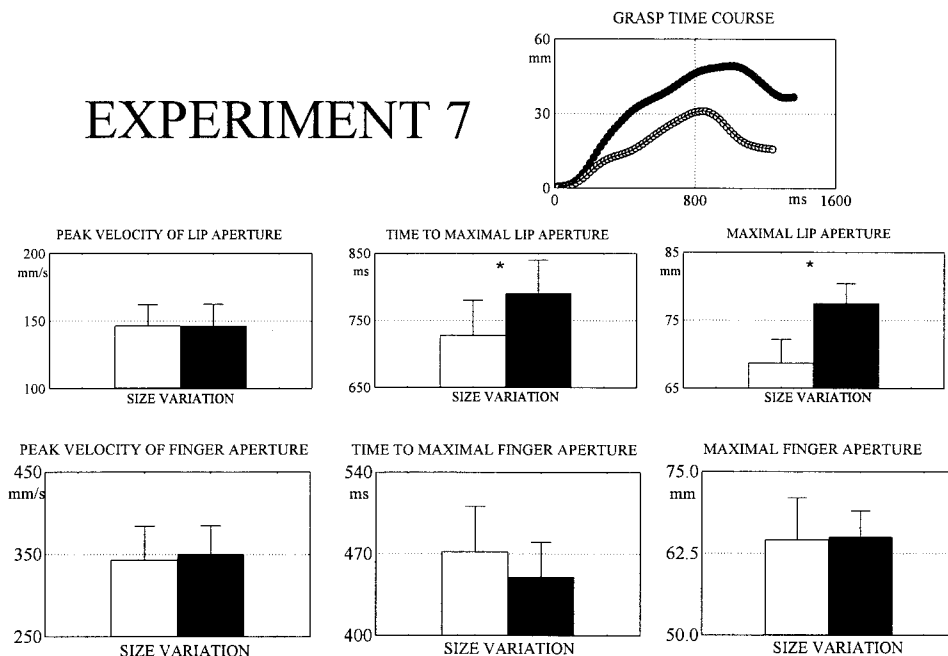 GRASP TIME COURSE
60
mm
30
0
0
800
ms
1600
EXPERIMENT 7
PEAK VELOCITY OF LIP APERTURE
200
mm/s
150
100
SIZE VARIATION
TIME TO MAXIMAL LIP APERTURE
850
ms
*
750
650
SIZE VARIATION
MAXIMAL LIP APERTURE
85
mm
*
75
65
SIZE VARIATION
PEAK VELOCITY OF FINGER APERTURE
450
mm/s
350
250
SIZE VARIATION
TIME TO MAXIMAL FINGER APERTURE
540
ms
470
400
SIZE VARIATION
MAXIMAL FINGER APERTURE
75.0
mm
62.5
50.0
SIZE VARIATION